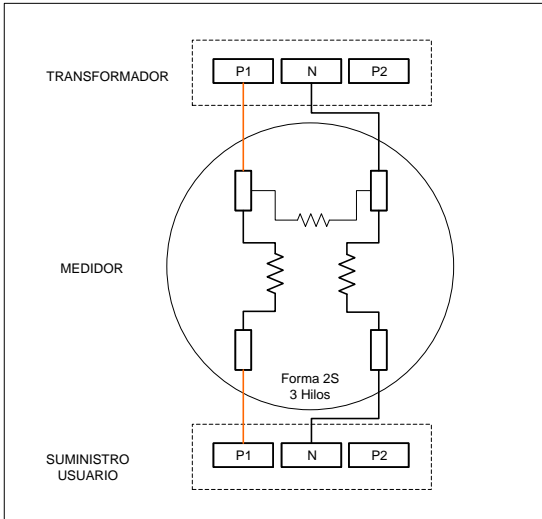 TRANSFORMADOR
P1 N P2
MEDIDOR
Forma 2S
3 Hilos
SUMINISTRO
USUARIO
P1 N P2